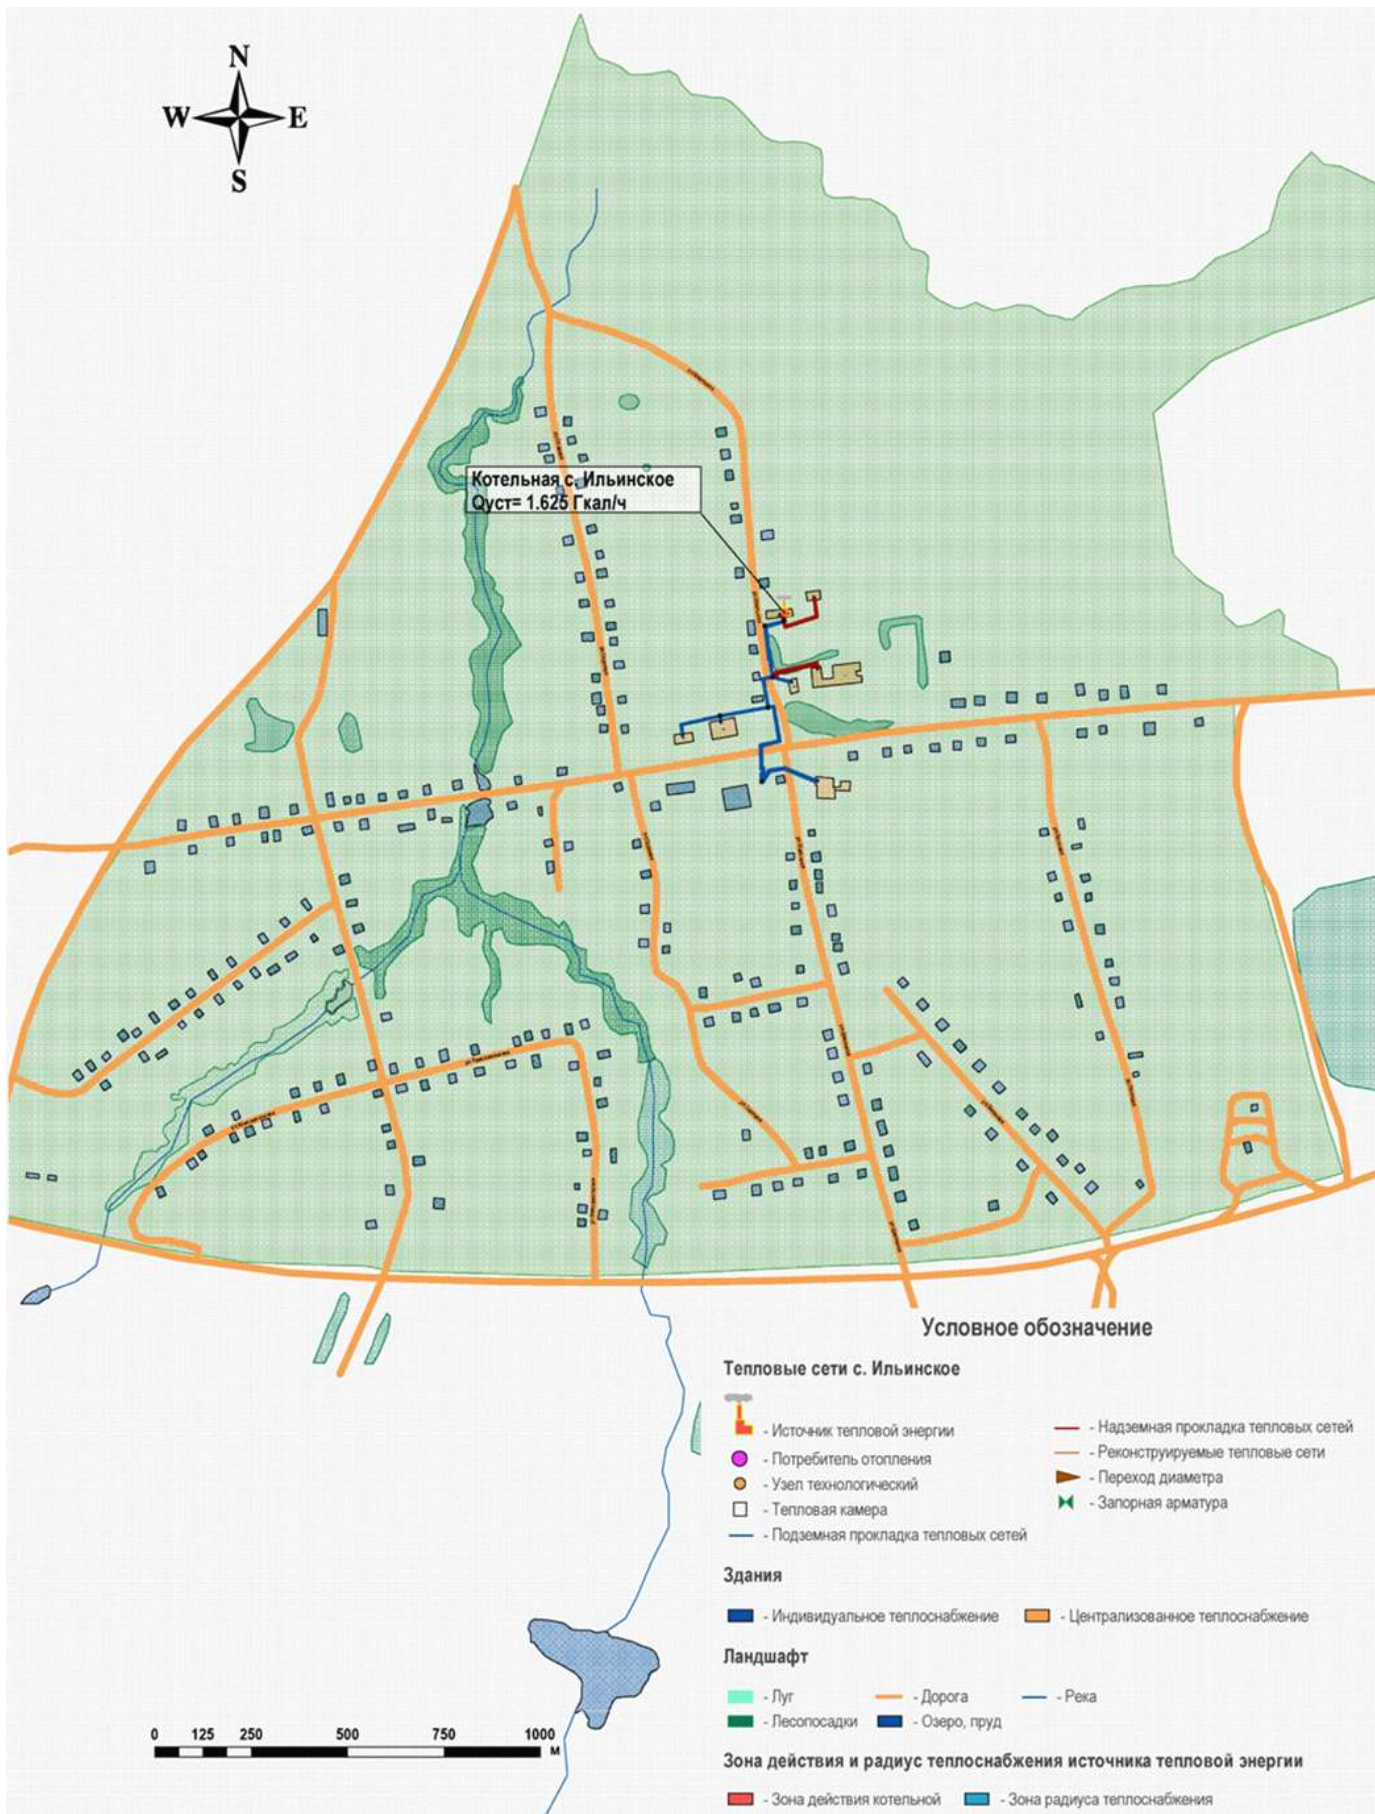 N
W E
S
Котельная с. Ильинское
Qуст= 1.625 Гкал/ч
Условное обозначение
Тепловые сети с. Ильинское
- Источник тепловой энергии
- Потребитель отопления
- Узел технологический
- Тепловая камера
- Подземная прокладка тепловых сетей
- Надземная прокладка тепловых сетей
- Реконструируемые тепловые сети
- Переход диаметра
- Запорная арматура
Здания
- Индивидуальное теплоснабжение - Централизованное теплоснабжение
Ландшафт
- Луг - Дорога - Река
- Лесопосадки - Озеро, пруд
Зона действия и радиус теплоснабжения источника тепловой энергии
- Зона действия котельной - Зона радиуса теплоснабжения
0 125 250 500 750 1000
м